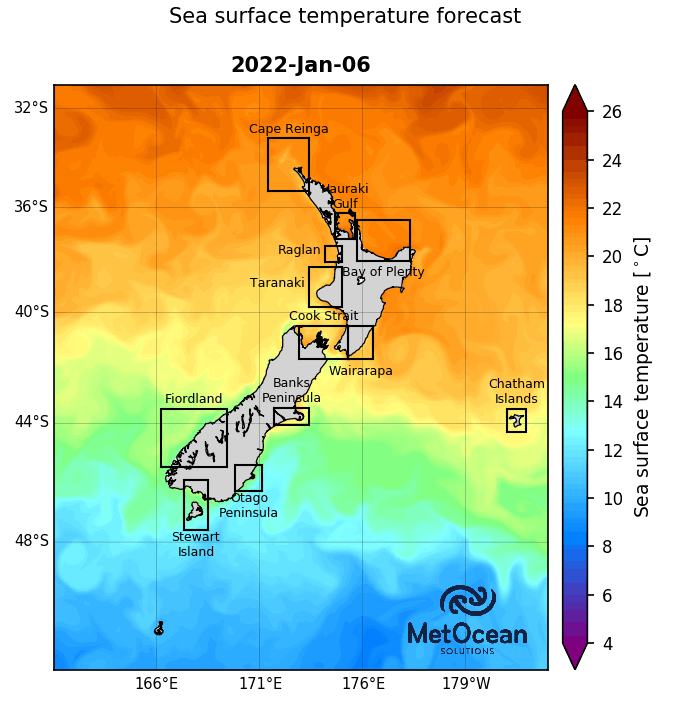 Sea surface temperature forecast
2022-Jan-06
32°S
36°S
40°S
44°S
48°S
166°E
171°E
176°E
179°W
Cape Reinga
Hauraki
Gulf
Raglan
Bay of Plenty
Taranaki
Cook Strait
Wairarapa
Banks
Peninsula
Fiordland
Chatham
Islands
Otago
Peninsula
Stewart
Island
MetOcean
SOLUTIONS
26
24
22
20
18
16
14
12
10
8
6
4
Sea surface temperature [°C]